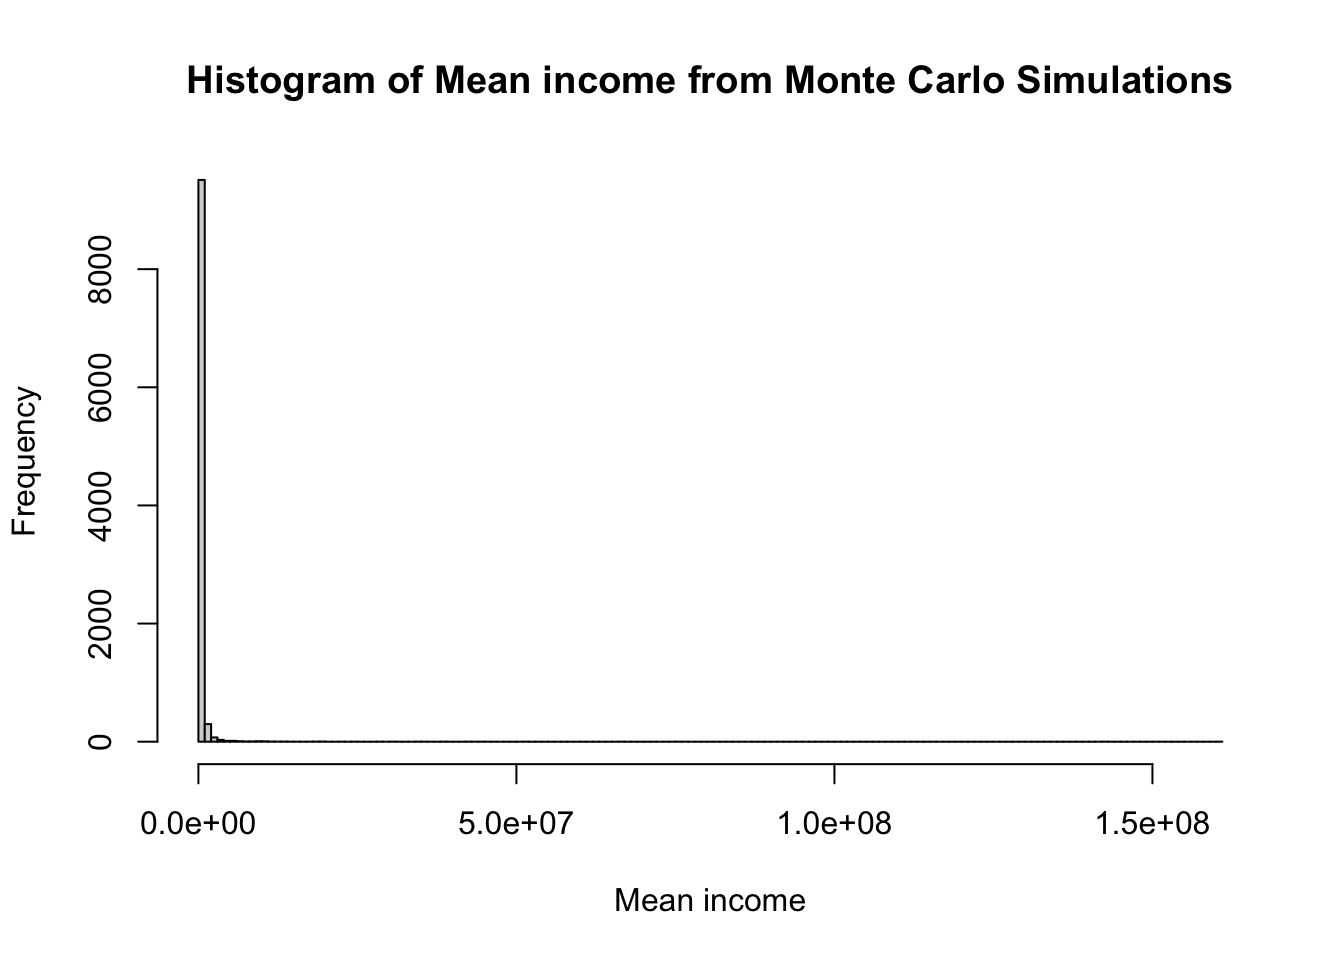 Histogram of Mean income from Monte Carlo Simulations
Frequency
8000
6000
4000
2000
0
0.0e+00 5.0e+07 1.0e+08 1.5e+08
Mean income